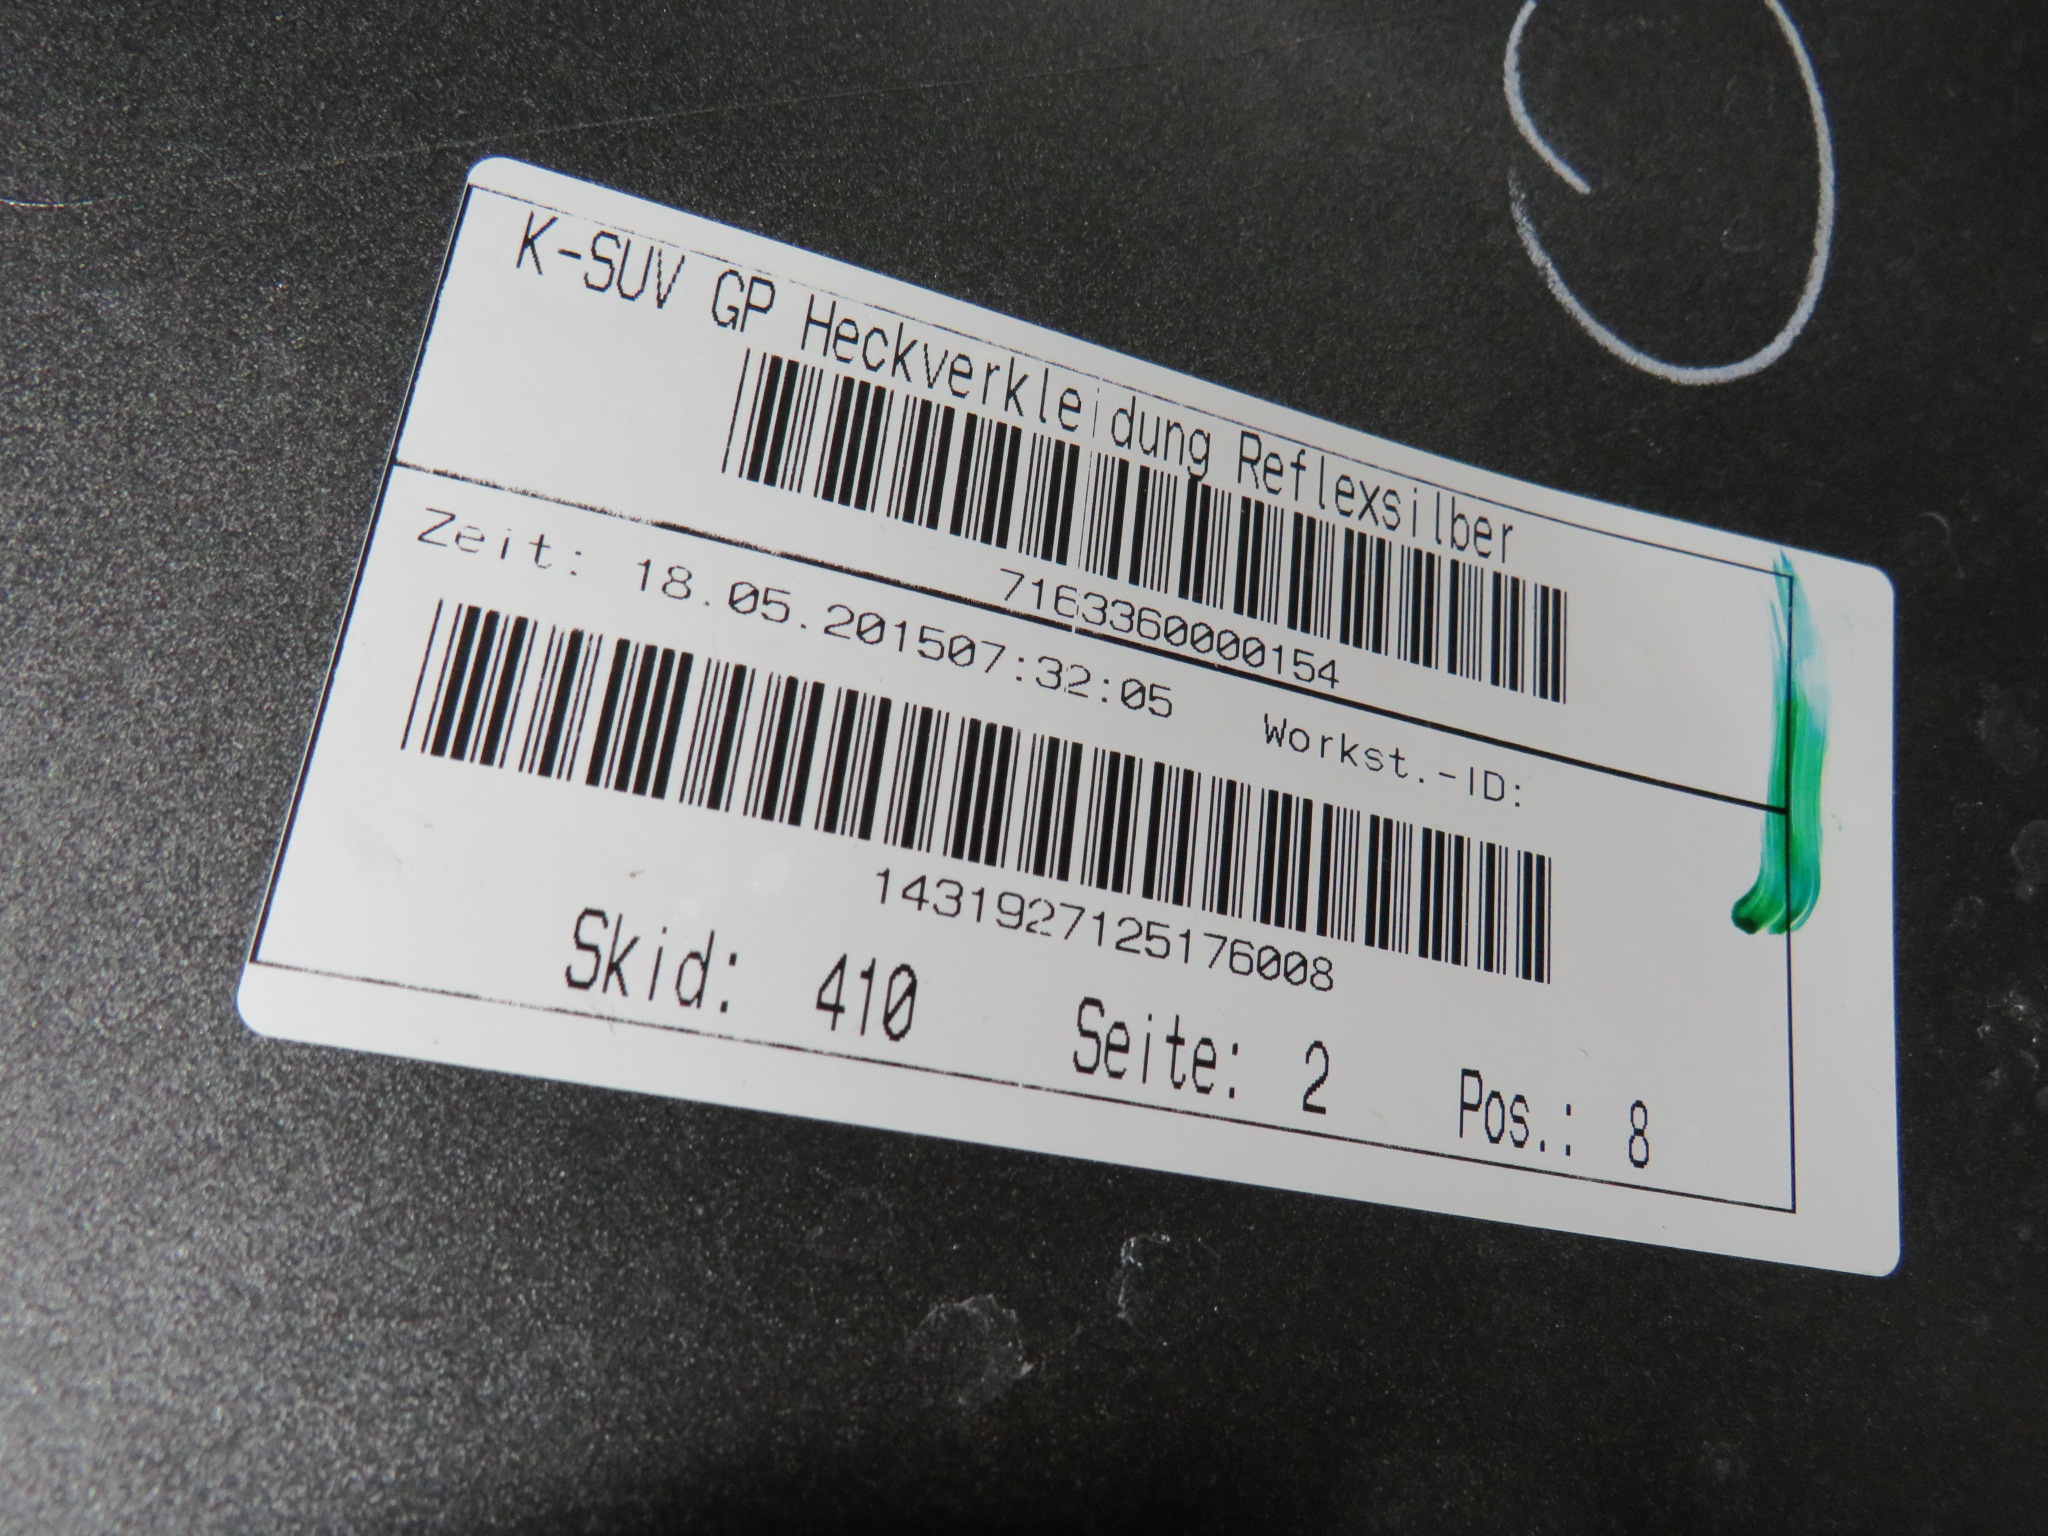 K-SUV GP Heckverkleidung Reflexsilber
7163360000154
Zeit: 18.05.201507:32:05 Workst.-ID:
1431927125176008
Skid: 410 Seite: 2 Pos.: 8